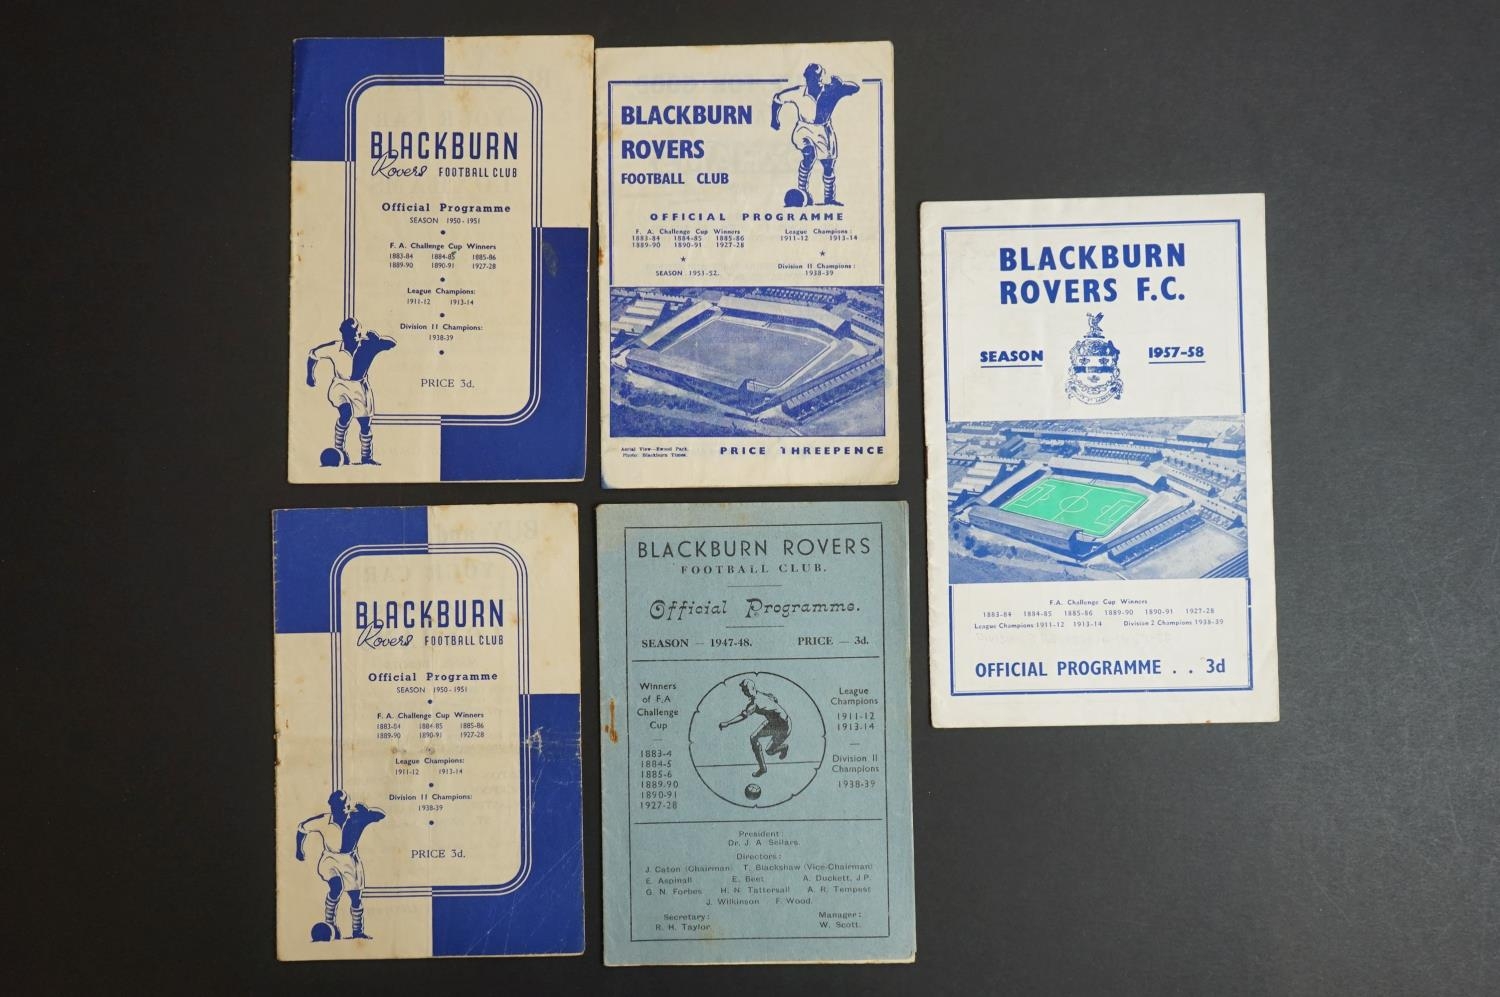 BLACKBURN
Rovers FOOTBALL CLUB
Official Programme
SEASON 1950-1951
F. A. Challenge Cup Winners
1883-84 1884-85 1885-86
1889-90 1890-91 1927-28
League Champions:
1911-12 1913-14
Division II Champions:
1938-39
PRICE 3d.
BLACKBURN
ROVERS
FOOTBALL CLUB
OFFICIAL PROGRAMME
F. A. Challenge Cup Winners
1883-84 1884-85 1885-86
1889-90 1890-91 1927-28
League Champions:
1911-12 1913-14
SEASON 1951-52.
Division II Champions:
1938-39
Aerial View—Ewood Park.
Photo: Blackburn Times.
PRICE THREEPENCE
BLACKBURN
ROVERS F.C.
SEASON 1957-58
F.A. Challenge Cup Winners
1883-84 1884-85 1885-86 1889-90 1890-91 1927-28
League Champions 1911-12 1913-14 Division 2 Champions 1938-39
OFFICIAL PROGRAMME . . 3d
BLACKBURN
Rovers FOOTBALL CLUB
Official Programme
SEASON 1950-1951
F. A. Challenge Cup Winners
1883-84 1884-85 1885-86
1889-90 1890-91 1927-28
League Champions:
1911-12 1913-14
Division II Champions:
1938-39
PRICE 3d.
BLACKBURN ROVERS
FOOTBALL CLUB.
Official Programme.
SEASON — 1947-48. PRICE — 3d.
Winners
of F.A
Challenge
Cup
1883-4
1884-5
1885-6
1889-90
1890-91
1927-28
League
Champions
1911-12
1913-14
Division II
Champions
1938-39
President:
Dr. J. A Sellars.
Directors:
J. Caton (Chairman) T. Blackshaw (Vice-Chairman)
E. Aspinall E. Beet A. Duckett, J.P.
G. N. Forbes H. N. Tattersall A. R. Tempest
J. Wilkinson F. Wood.
Secretary:
R. H. Taylor
Manager:
W. Scott.